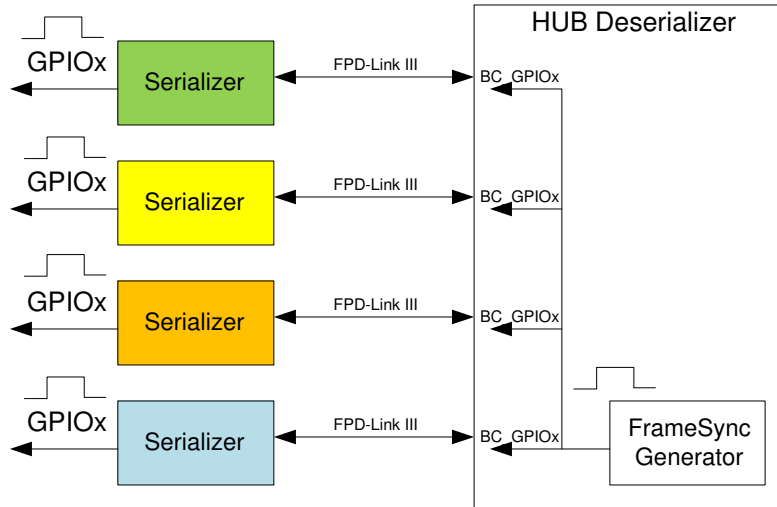 HUB Deserializer
GPIOx
Serializer
FPD-Link III
BC_GPIOx
GPIOx
Serializer
FPD-Link III
BC_GPIOx
GPIOx
Serializer
FPD-Link III
BC_GPIOx
GPIOx
Serializer
FPD-Link III
BC_GPIOx
FrameSync
Generator